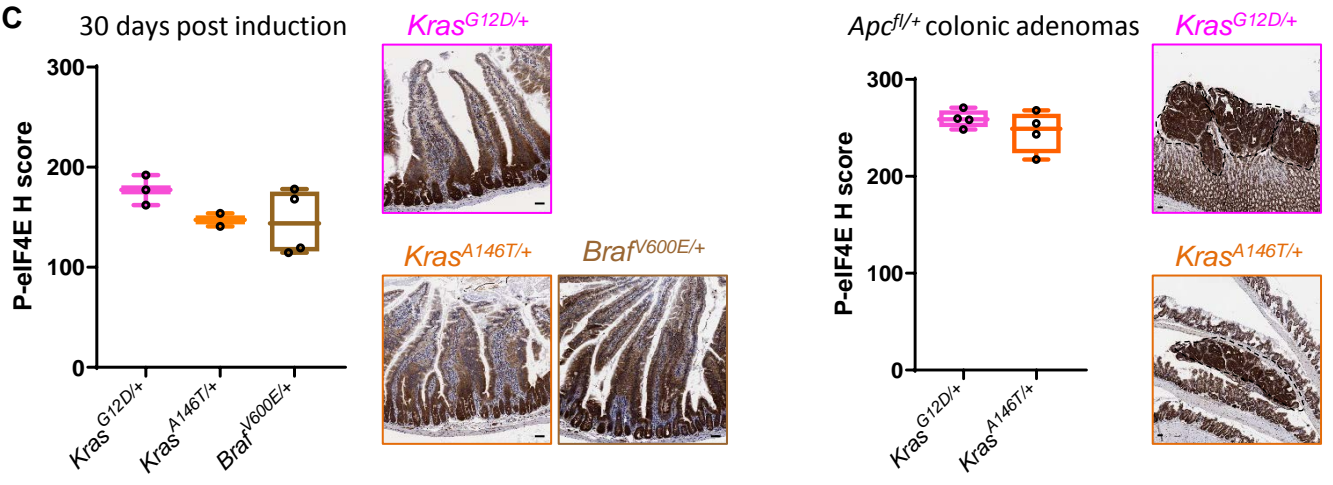 C
30 days post induction
P-eIF4E H score
300
200
100
0
Kras G12D/+
Kras A146T/+
Braf V600E/+
Kras G12D/+
Kras A146T/+
Braf V600E/+
Apc fl/+ colonic adenomas
P-eIF4E H score
300
200
100
0
Kras G12D/+
Kras A146T/+
Kras G12D/+
Kras A146T/+